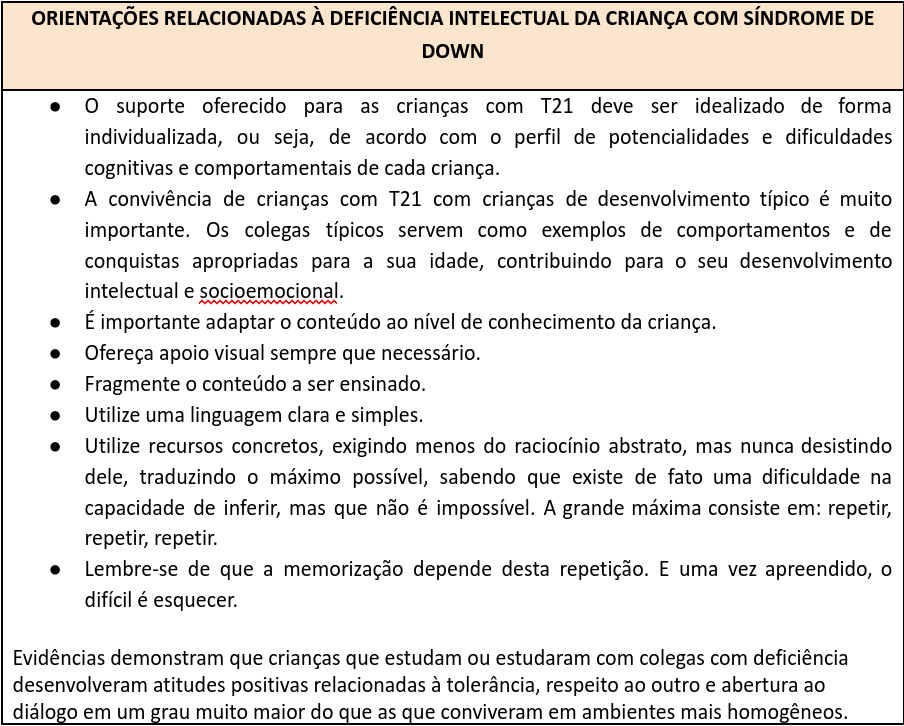 ORIENTAÇÕES RELACIONADAS À DEFICIÊNCIA INTELECTUAL DA CRIANÇA COM SÍNDROME DE
DOWN
● O suporte oferecido para as crianças com T21 deve ser idealizado de forma
individualizada, ou seja, de acordo com o perfil de potencialidades e dificuldades
cognitivas e comportamentais de cada criança.
● A convivência de crianças com T21 com crianças de desenvolvimento típico é muito
importante. Os colegas típicos servem como exemplos de comportamentos e de
conquistas apropriadas para a sua idade, contribuindo para o seu desenvolvimento
intelectual e socioemocional.
● É importante adaptar o conteúdo ao nível de conhecimento da criança.
● Ofereça apoio visual sempre que necessário.
● Fragmente o conteúdo a ser ensinado.
● Utilize uma linguagem clara e simples.
● Utilize recursos concretos, exigindo menos do raciocínio abstrato, mas nunca desistindo
dele, traduzindo o máximo possível, sabendo que existe de fato uma dificuldade na
capacidade de inferir, mas que não é impossível. A grande máxima consiste em: repetir,
repetir, repetir.
● Lembre-se de que a memorização depende desta repetição. E uma vez apreendido, o
difícil é esquecer.
Evidências demonstram que crianças que estudam ou estudaram com colegas com deficiência
desenvolveram atitudes positivas relacionadas à tolerância, respeito ao outro e abertura ao
diálogo em um grau muito maior do que as que conviveram em ambientes mais homogêneos.